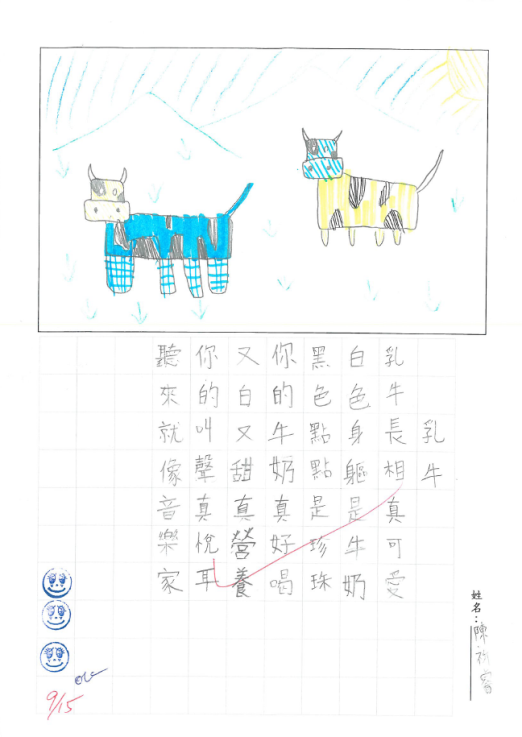 乳牛
乳牛長相真可愛
白色身軀是牛奶
黑色點點是珍珠
你的牛奶真好喝
又白又甜真營養
你的叫聲真悅耳
聽來就像音樂家
姓名：陳
9/15